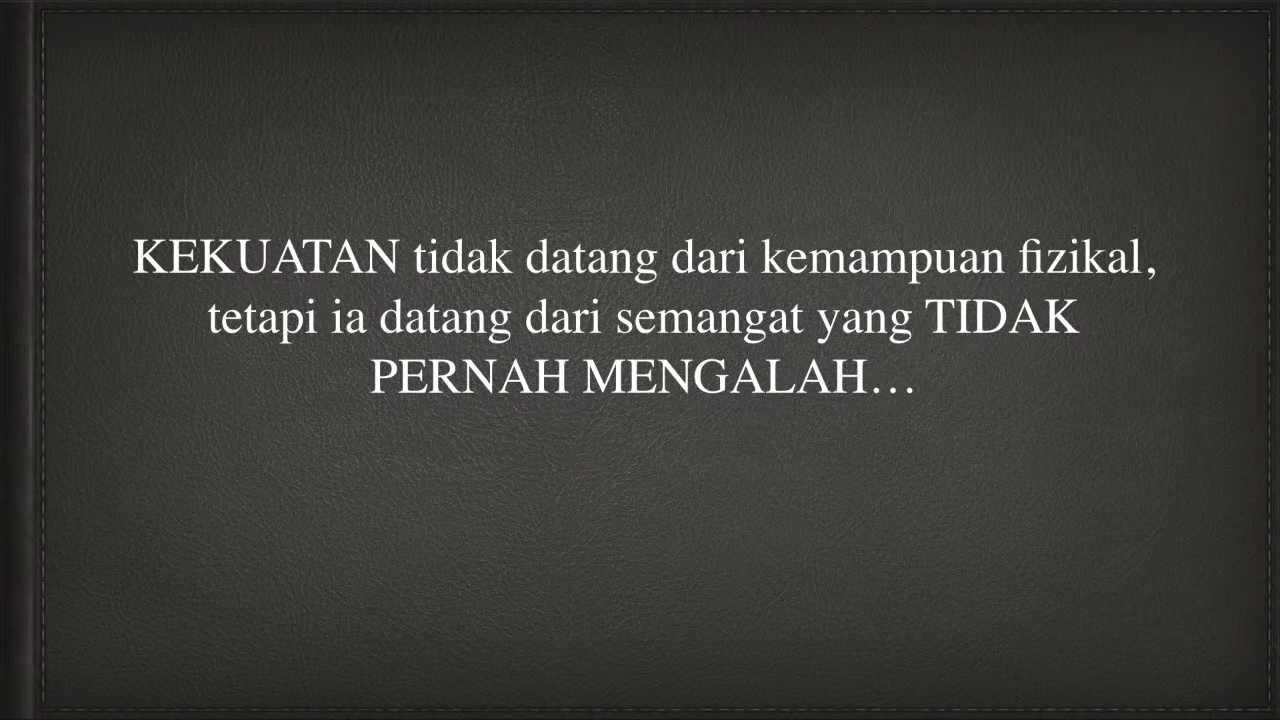 KEKUATAN tidak datang dari kemampuan fizikal,
tetapi ia datang dari semangat yang TIDAK
PERNAH MENGALAH…